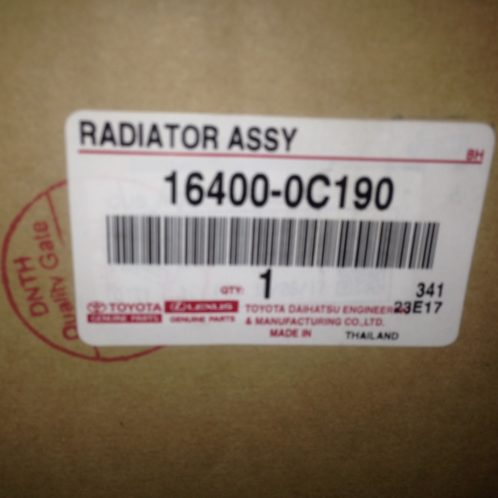 RADIATOR ASSY
BH
16400-0C190
QTY: 1
341
23E17
TOYOTA
GENUINE PARTS
LEXUS
GENUINE PARTS
TOYOTA DAIHATSU ENGINEERING
& MANUFACTURING CO.,LTD.
MADE IN THAILAND
DNTH
Quality Gate